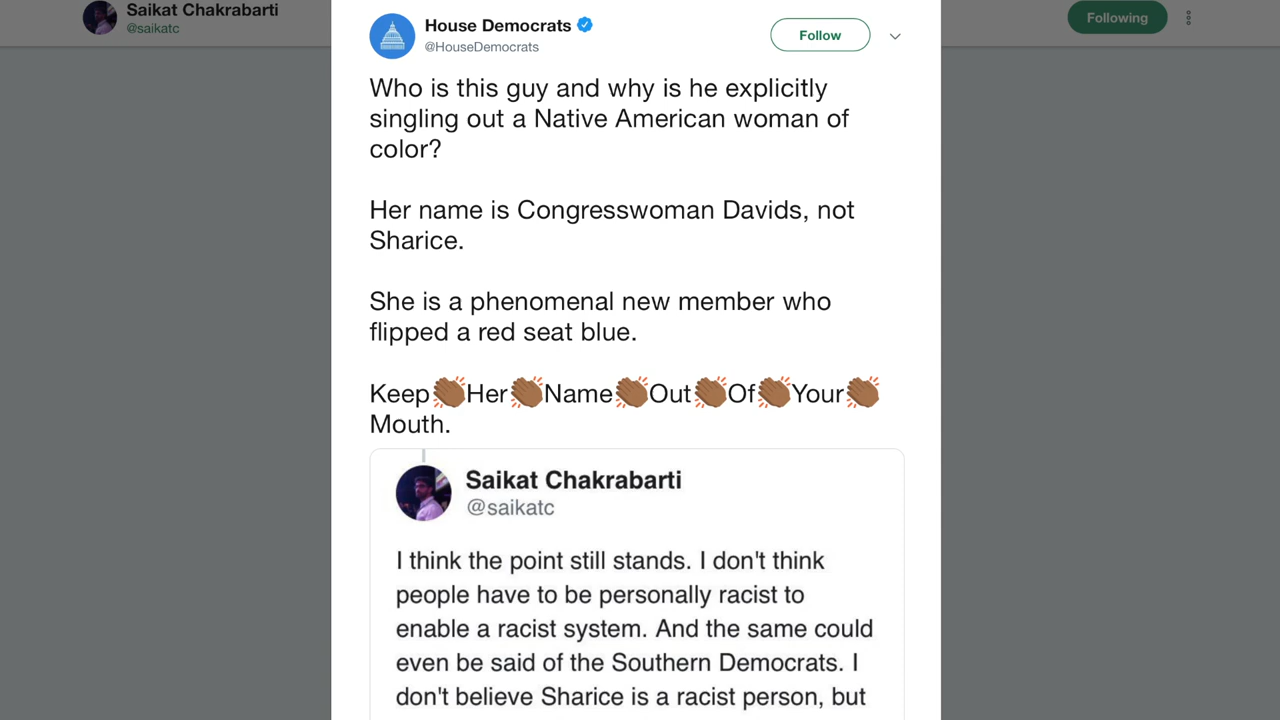 Saikat Chakrabarti
@saikatc
Following
House Democrats
@HouseDemocrats
Follow
Who is this guy and why is he explicitly
singling out a Native American woman of
color?
Her name is Congresswoman Davids, not
Sharice.
She is a phenomenal new member who
flipped a red seat blue.
Keep👏🏾Her👏🏾Name👏🏾Out👏🏾Of👏🏾Your👏🏾
Mouth.
Saikat Chakrabarti
@saikatc
I think the point still stands. I don't think
people have to be personally racist to
enable a racist system. And the same could
even be said of the Southern Democrats. I
don't believe Sharice is a racist person, but